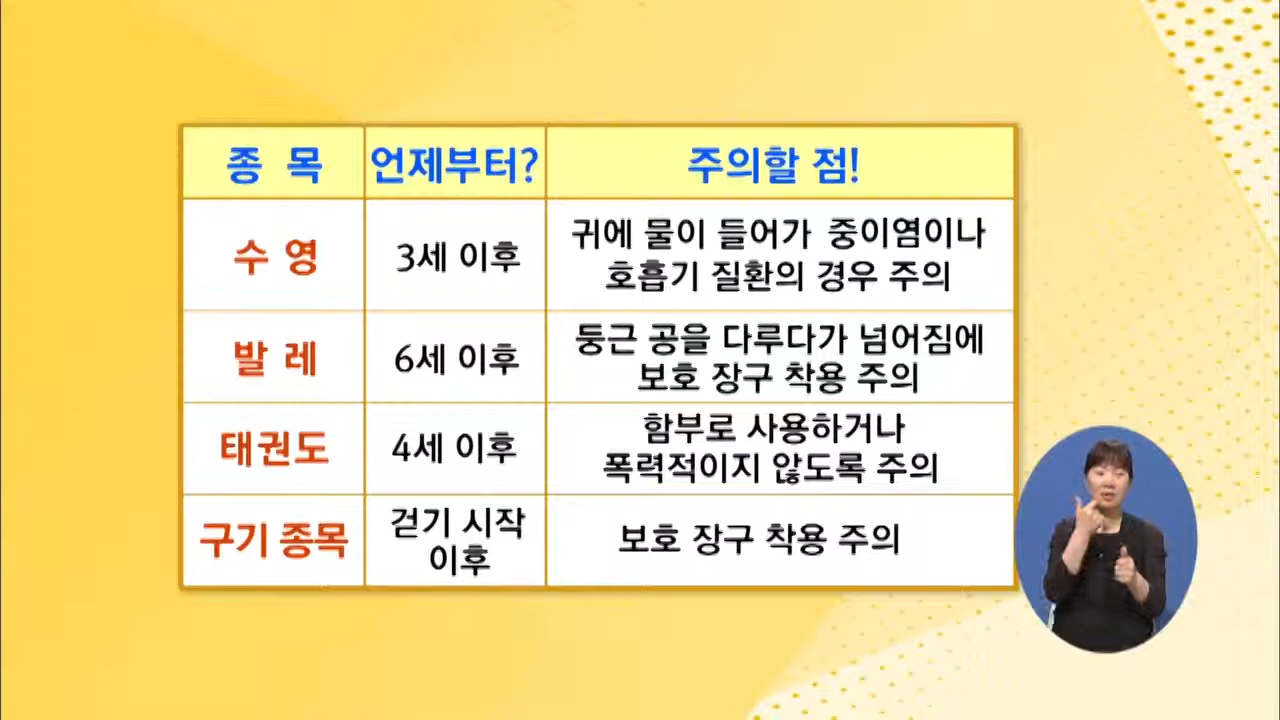 종 목 언제부터? 주의할 점!
수 영 3세 이후 귀에 물이 들어가 중이염이나
호흡기 질환의 경우 주의
발 레 6세 이후 둥근 공을 다루다가 넘어짐에
보호 장구 착용 주의
태권도 4세 이후 함부로 사용하거나
폭력적이지 않도록 주의
구기 종목 걷기 시작
이후 보호 장구 착용 주의